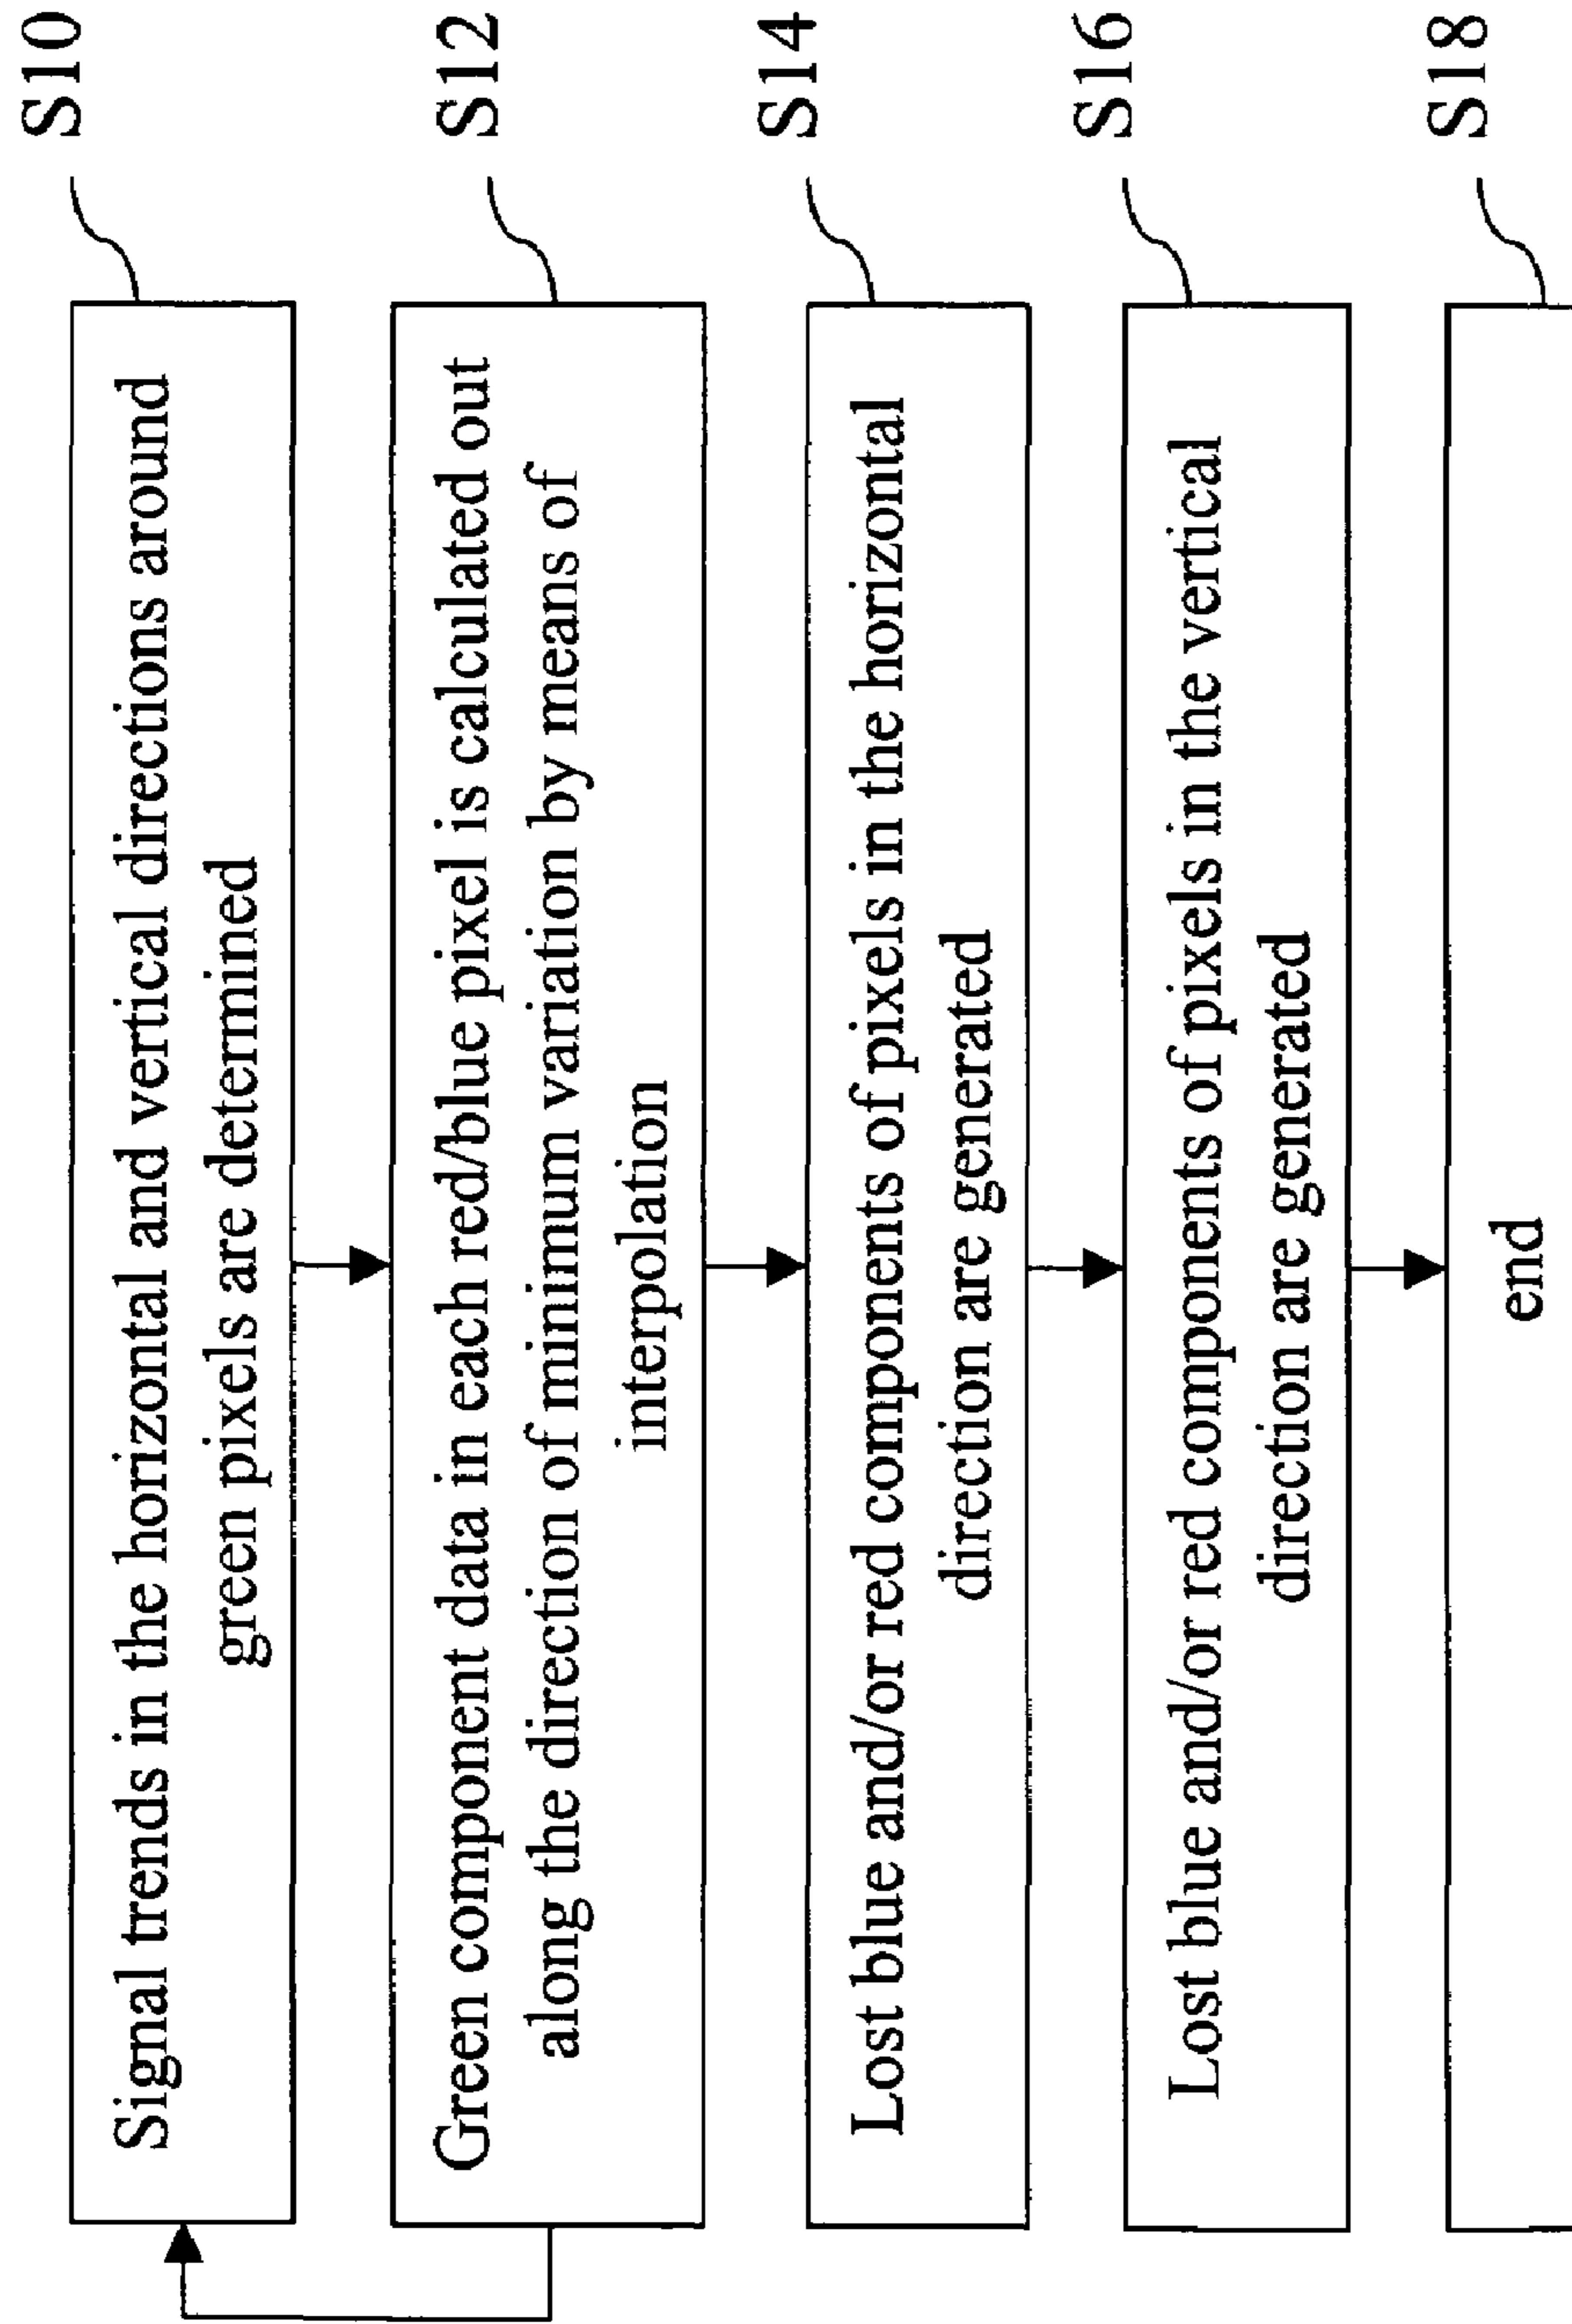 Signal trends in the horizontal and vertical directions around
green pixels are determined
S10
Green component data in each red/blue pixel is calculated out
along the direction of minimum variation by means of
interpolation
S12
Lost blue and/or red components of pixels in the horizontal
direction are generated
S14
Lost blue and/or red components of pixels in the vertical
direction are generated
S16
end
S18